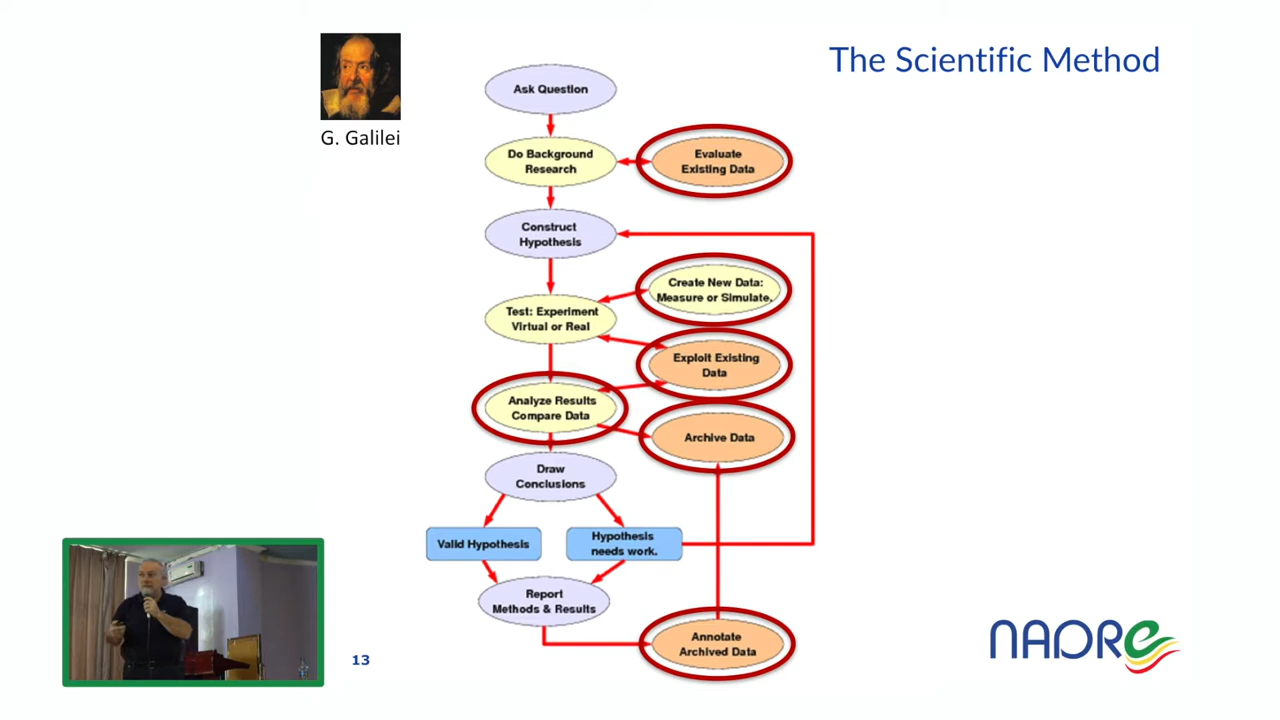 The Scientific Method
G. Galilei
Ask Question
Do Background
Research
Evaluate
Existing Data
Construct
Hypothesis
Create New Data:
Measure or Simulate.
Test: Experiment
Virtual or Real
Exploit Existing
Data
Analyze Results
Compare Data
Archive Data
Draw
Conclusions
Valid Hypothesis
Hypothesis
needs work.
Report
Methods & Results
Annotate
Archived Data
13
NADRe